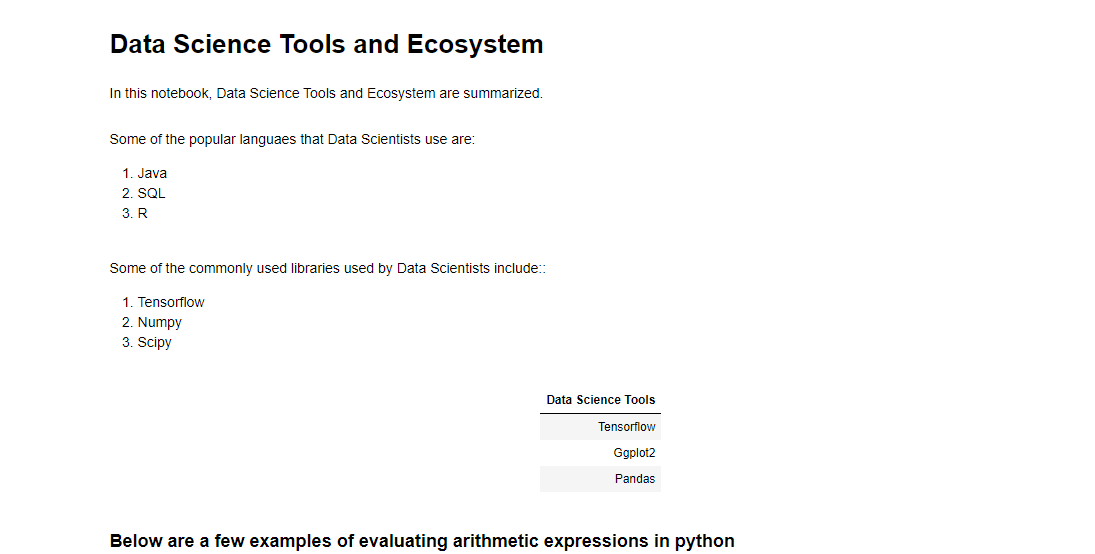 Data Science Tools and Ecosystem
In this notebook, Data Science Tools and Ecosystem are summarized.
Some of the popular languaes that Data Scientists use are:
1. Java
2. SQL
3. R
Some of the commonly used libraries used by Data Scientists include::
1. Tensorflow
2. Numpy
3. Scipy
Data Science Tools
Tensorflow
Ggplot2
Pandas
Below are a few examples of evaluating arithmetic expressions in python